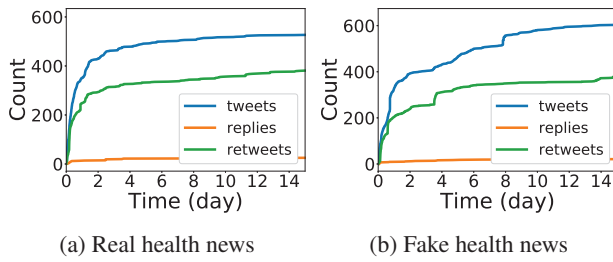 600
400
200
0
Count
0 2 4 6 8 10 12 14
Time (day)
tweets
replies
retweets
(a) Real health news
600
400
200
0
Count
0 2 4 6 8 10 12 14
Time (day)
tweets
replies
retweets
(b) Fake health news